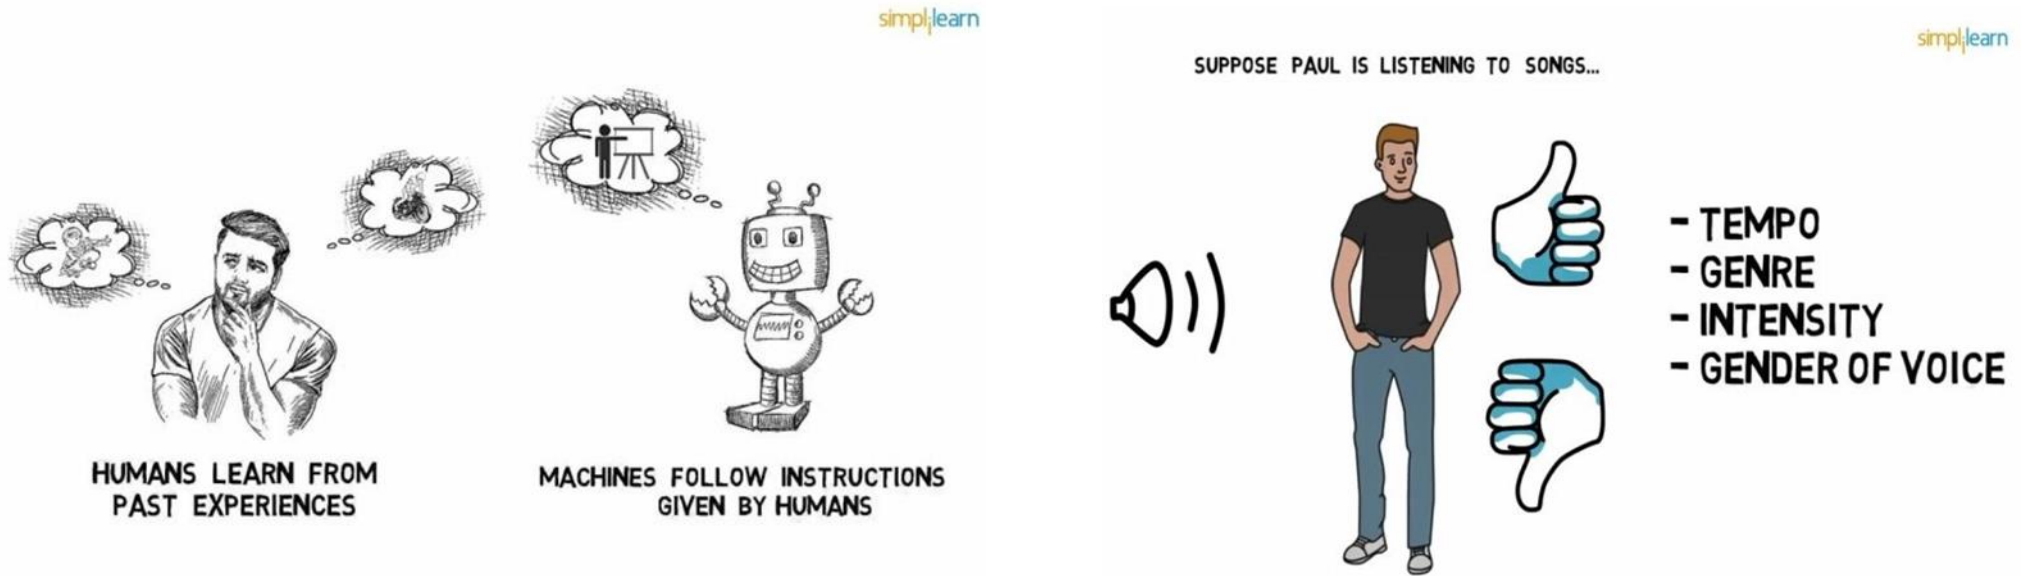 simplilearn
HUMANS LEARN FROM
PAST EXPERIENCES
MACHINES FOLLOW INSTRUCTIONS
GIVEN BY HUMANS
simplilearn
SUPPOSE PAUL IS LISTENING TO SONGS...
- TEMPO
- GENRE
- INTENSITY
- GENDER OF VOICE